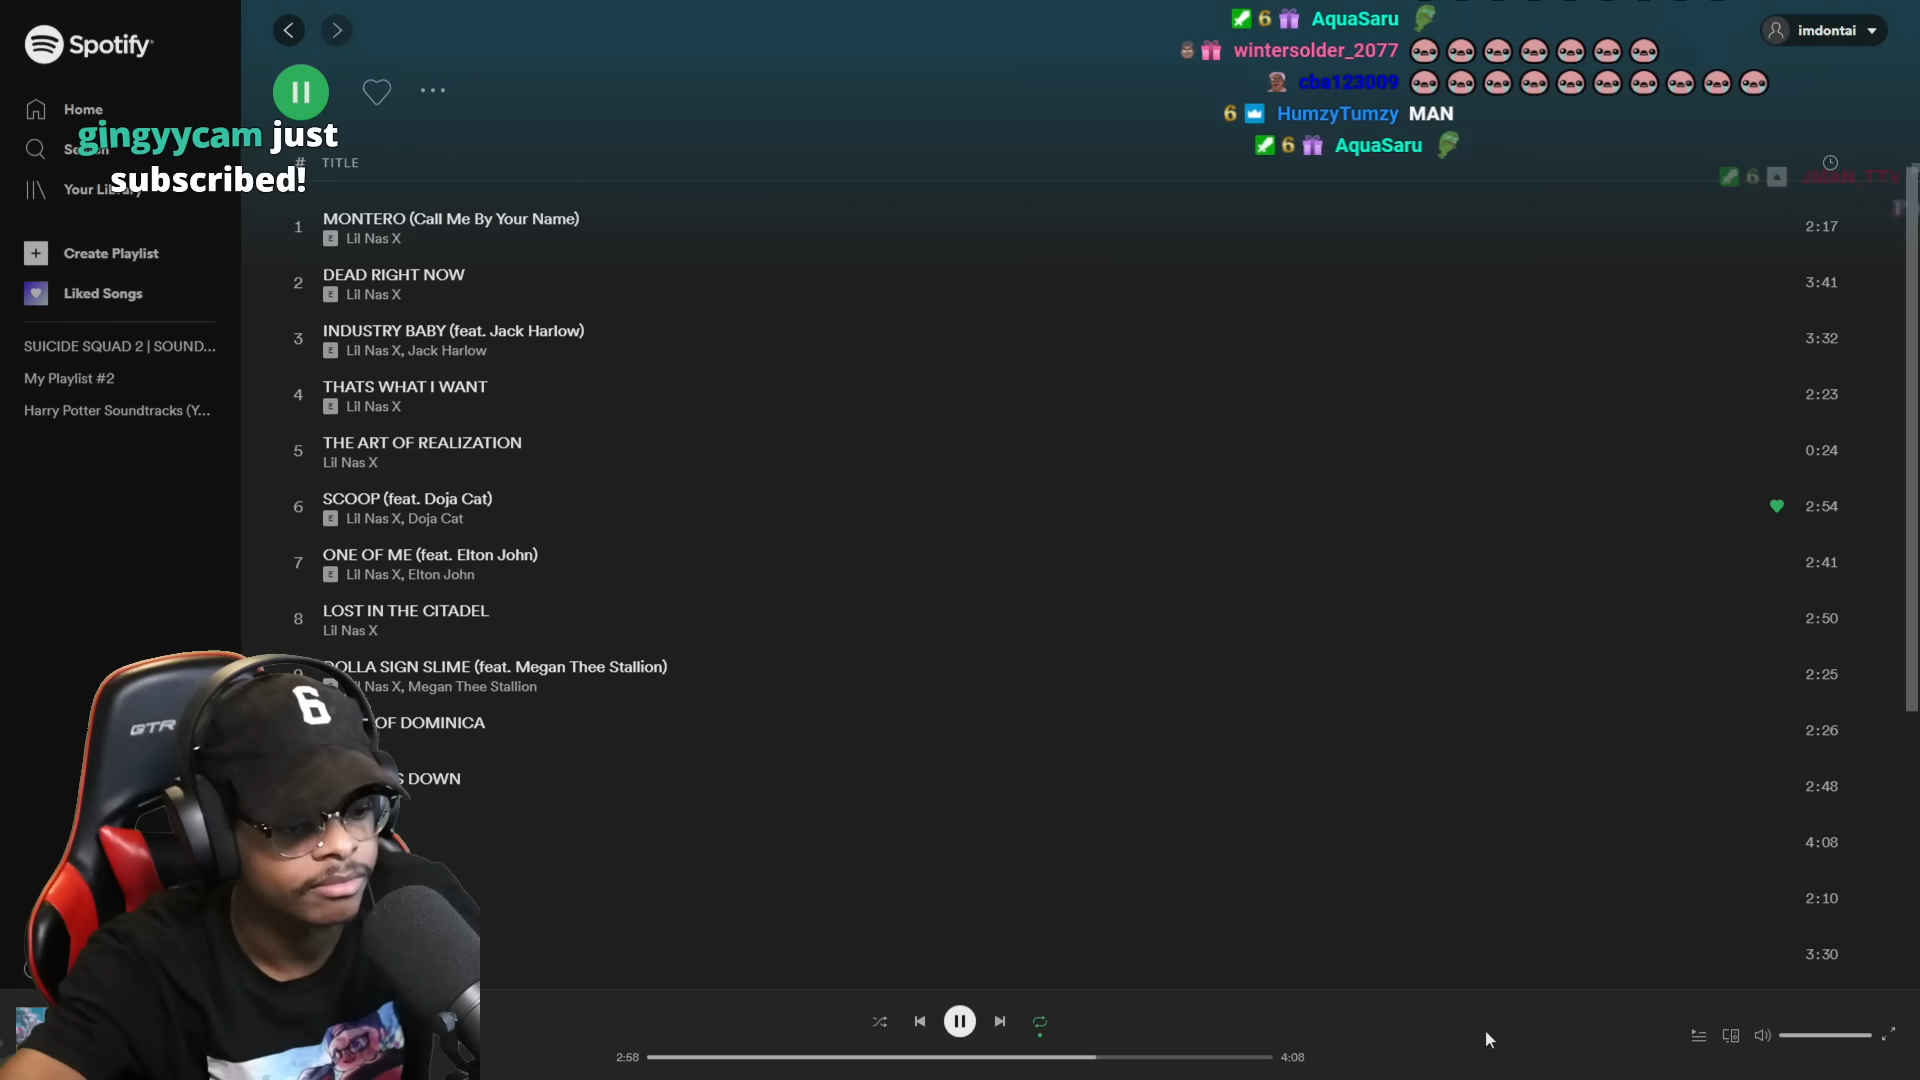 Spotify
Home
gingyycam just
subscribed!
Create Playlist
Liked Songs
SUICIDE SQUAD 2 | SOUND...
My Playlist #2
Harry Potter Soundtracks (Y...
6 AquaSaru
wintersolder_2077
cba123009
6 HumzyTumzy MAN
6 AquaSaru
6 JMAN_TTV
imdontai
# TITLE
1 MONTERO (Call Me By Your Name) 2:17
E Lil Nas X
2 DEAD RIGHT NOW 3:41
E Lil Nas X
3 INDUSTRY BABY (feat. Jack Harlow) 3:32
E Lil Nas X, Jack Harlow
4 THATS WHAT I WANT 2:23
E Lil Nas X
5 THE ART OF REALIZATION 0:24
Lil Nas X
6 SCOOP (feat. Doja Cat) 2:54
E Lil Nas X, Doja Cat
7 ONE OF ME (feat. Elton John) 2:41
E Lil Nas X, Elton John
8 LOST IN THE CITADEL 2:50
Lil Nas X
DOLLA SIGN SLIME (feat. Megan Thee Stallion) 2:25
Nas X, Megan Thee Stallion
OF DOMINICA 2:26
DOWN 2:48
4:08
2:10
3:30
GTR
6
2:58 4:08